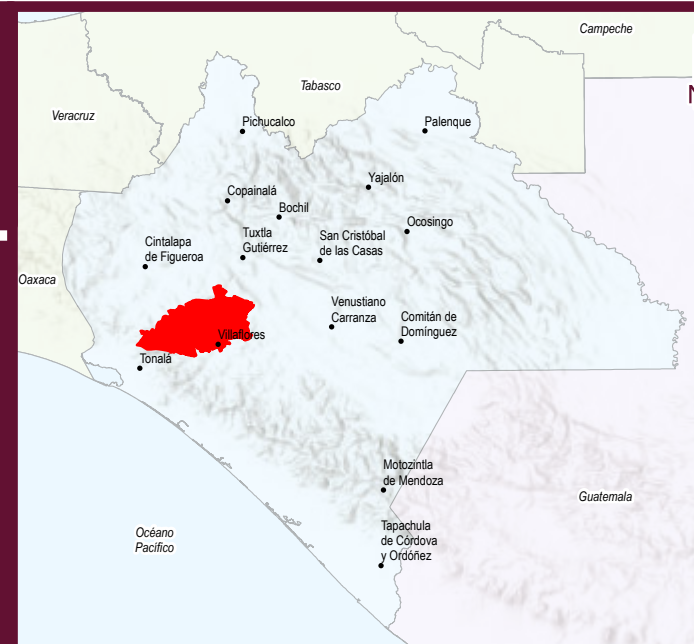 Campeche
Tabasco
N
Veracruz
Pichucalco
Palenque
Yajalón
Copainalá
Bochil
Ocosingo
Tuxtla
Gutiérrez
San Cristóbal
de las Casas
Cintalapa
de Figueroa
Oaxaca
Venustiano
Carranza
Comitán de
Domínguez
Villaflores
Tonalá
Motozintla
de Mendoza
Guatemala
Océano
Pacífico
Tapachula
de Córdova
y Ordóñez